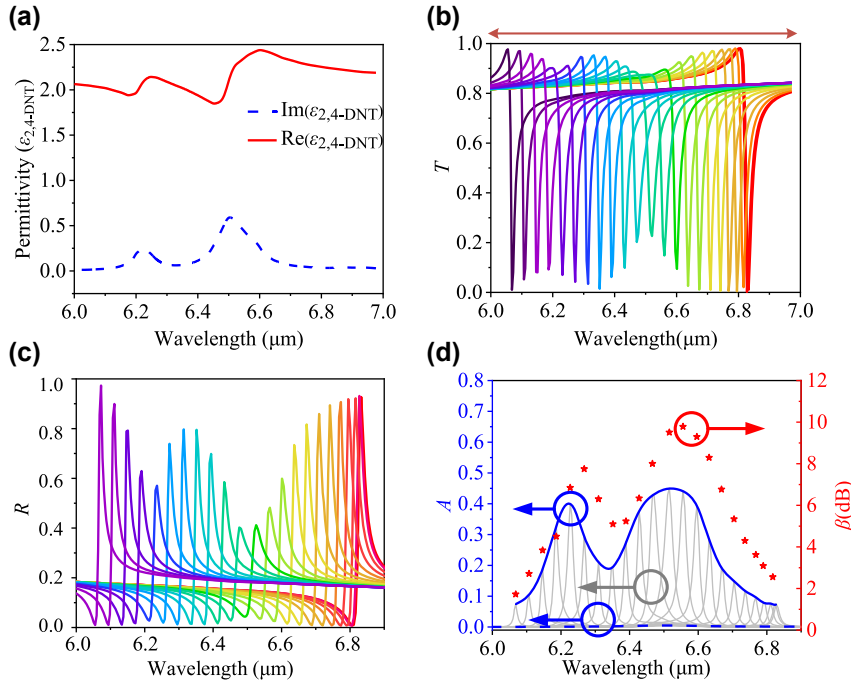 (a)
2.5
2.0
1.5
1.0
0.5
0.0
Permittivity (ε2,4-DNT)
Im(ε2,4-DNT)
Re(ε2,4-DNT)
6.0 6.2 6.4 6.6 6.8 7.0
Wavelength (μm)
(b)
1.0
0.8
0.6
0.4
0.2
0.0
T
6.0 6.2 6.4 6.6 6.8 7.0
Wavelength(μm)
(c)
1.0
0.8
0.6
0.4
0.2
0.0
R
6.0 6.2 6.4 6.6 6.8
Wavelength (μm)
(d)
0.8
0.7
0.6
0.5
0.4
0.3
0.2
0.1
0.0
A
12
10
8
6
4
2
0
β(dB)
6.0 6.2 6.4 6.6 6.8
Wavelength (μm)